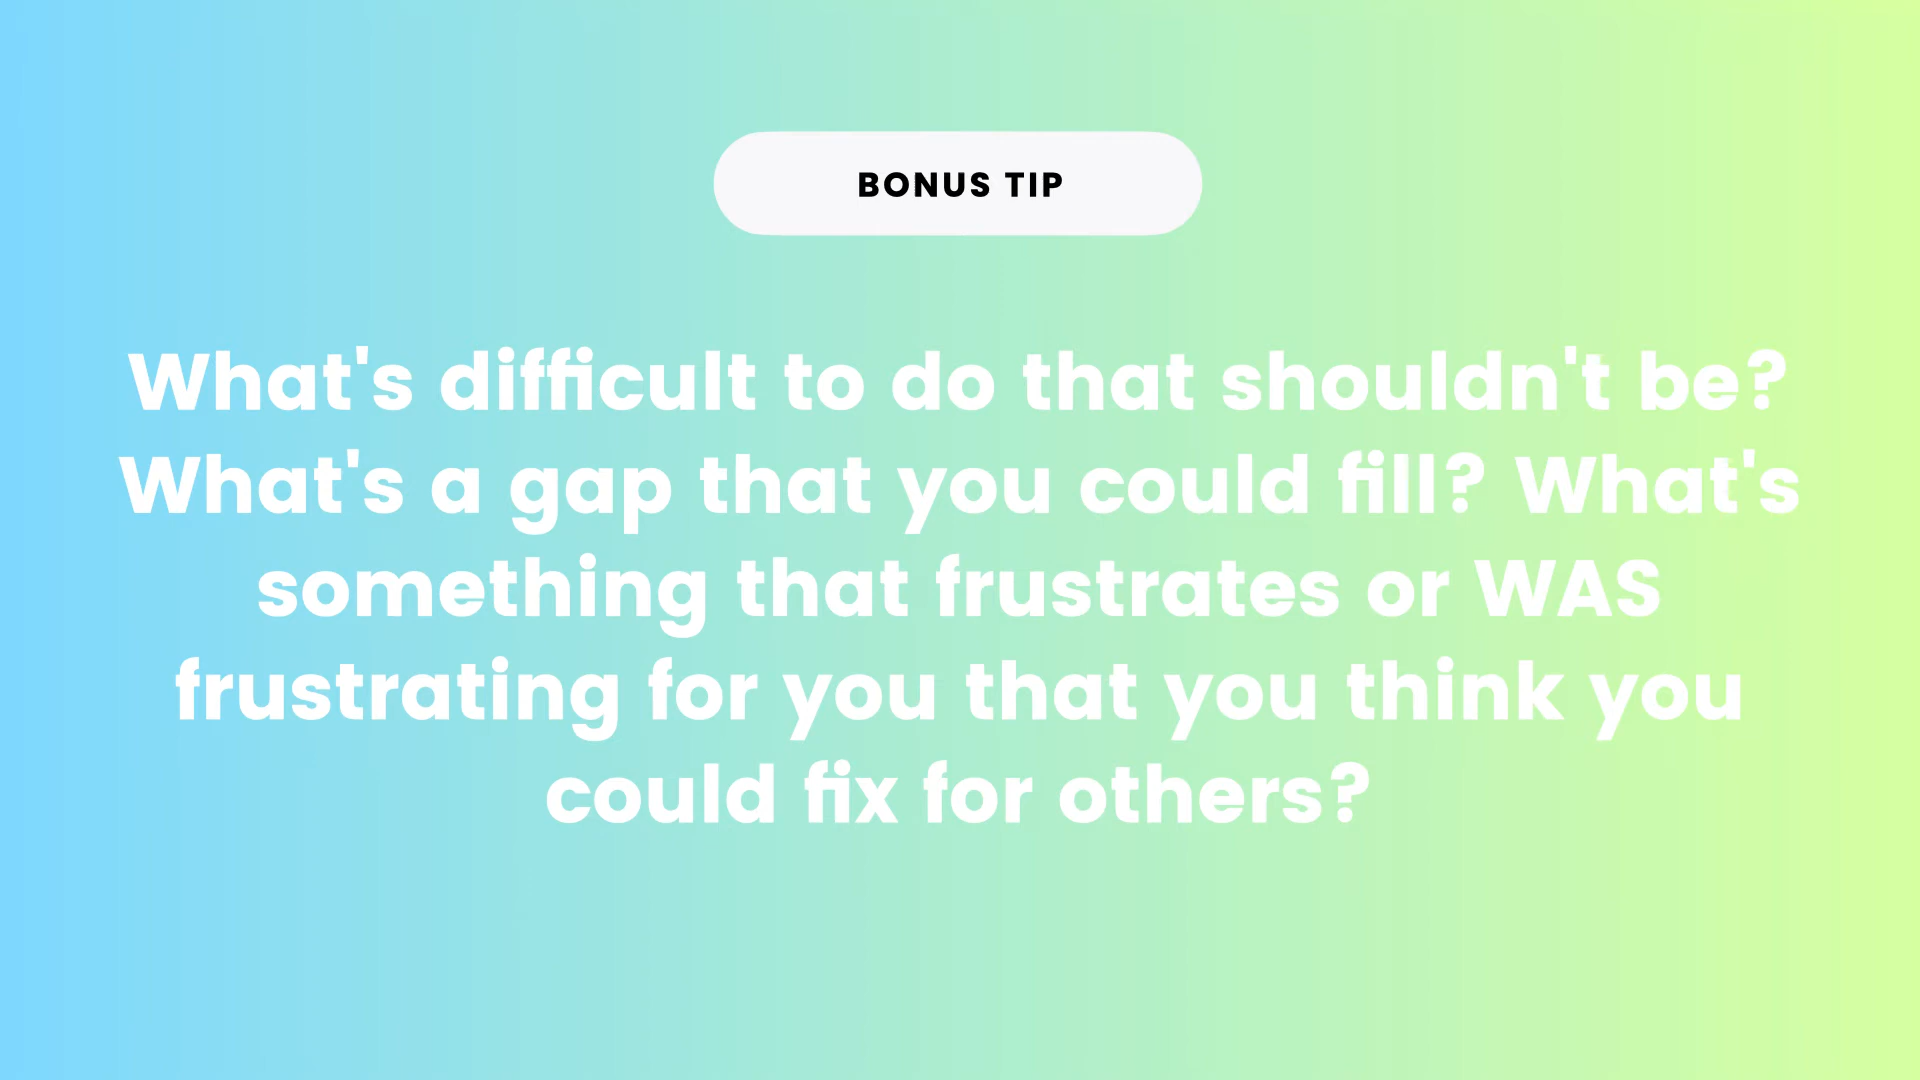 BONUS TIP
What's difficult to do that shouldn't be?
What's a gap that you could fill? What's
something that frustrates or WAS
frustrating for you that you think you
could fix for others?